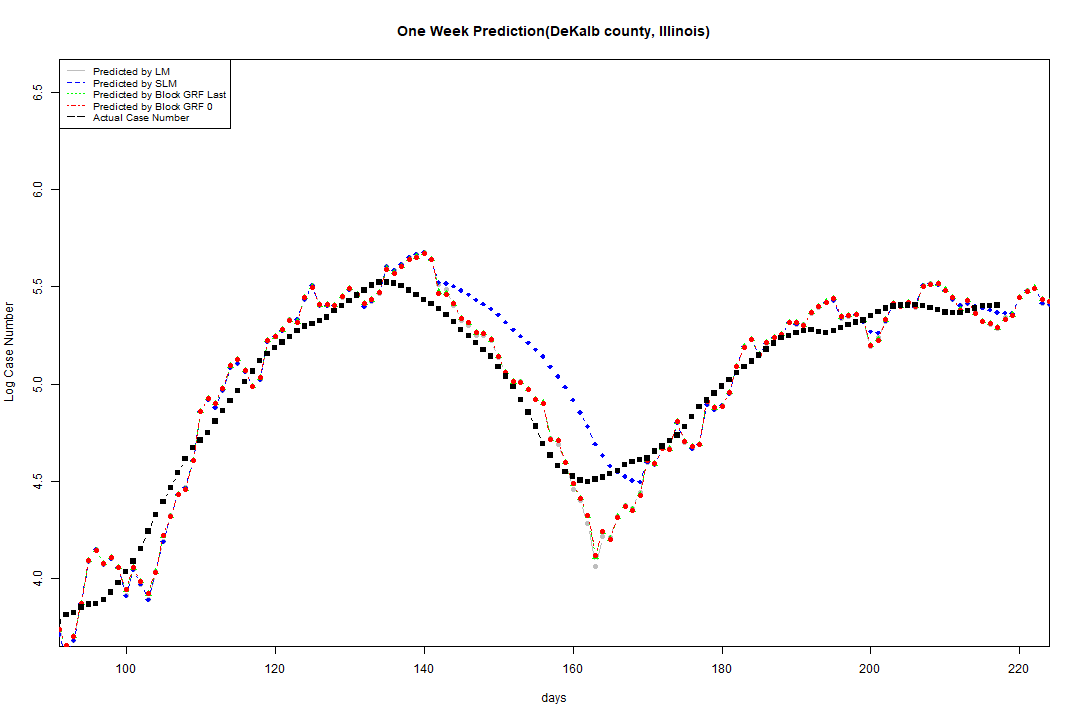 One Week Prediction(DeKalb county, Illinois)
Predicted by LM
Predicted by SLM
Predicted by Block GRF Last
Predicted by Block GRF 0
Actual Case Number
6.5
6.0
5.5
5.0
4.5
4.0
Log Case Number
100 120 140 160 180 200 220
days